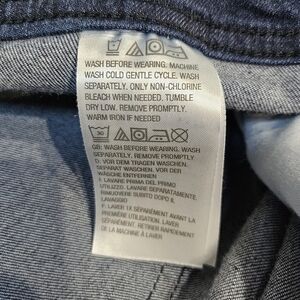 WASH BEFORE WEARING. MACHINE
WASH COLD GENTLE CYCLE. WASH
SEPARATELY. ONLY NON-CHLORINE
BLEACH WHEN NEEDED. TUMBLE
DRY LOW. REMOVE PROMPTLY.
WARM IRON IF NEEDED
30
GB: WASH BEFORE WEARING. WASH
SEPARATELY. REMOVE PROMPTLY
D: VOR DEM TRAGEN WASCHEN.
SEPARAT WASCHEN. VOR DER
WÄSCHE ENTFERNEN
I: LAVARE PRIMA DEL PRIMO
UTILIZZO. LAVARE SEPARATAMENTE.
RIMUOVERE SUBITO DOPO IL
LAVAGGIO
F: LAVER 1X SÉPARÉMENT AVANT LA
PREMIÈRE UTILISATION. LAVER
SÉPARÉMENT. RETIRER RAPIDEMENT
DE LA MACHINE À LAVER